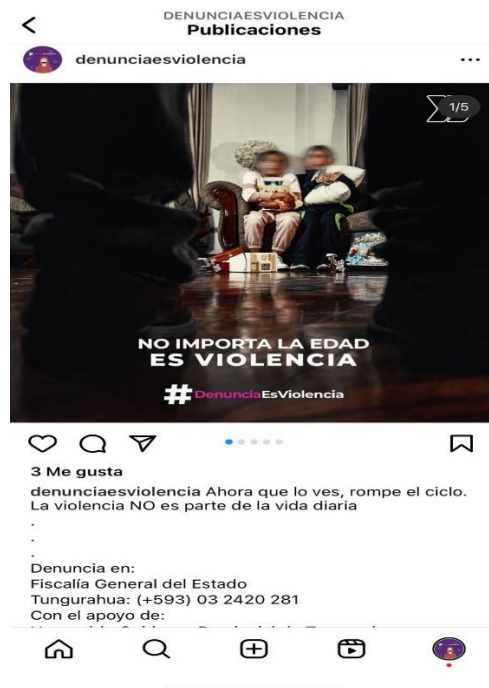 DENUNCIAESVIOLENCIA
Publicaciones
denunciaesviolencia
1/5
NO IMPORTA LA EDAD
ES VIOLENCIA
#DenunciaEsViolencia
3 Me gusta
denunciaesviolencia Ahora que lo ves, rompe el ciclo.
La violencia NO es parte de la vida diaria
.
.
.
Denuncia en:
Fiscalía General del Estado
Tungurahua: (+593) 03 2420 281
Con el apoyo de: